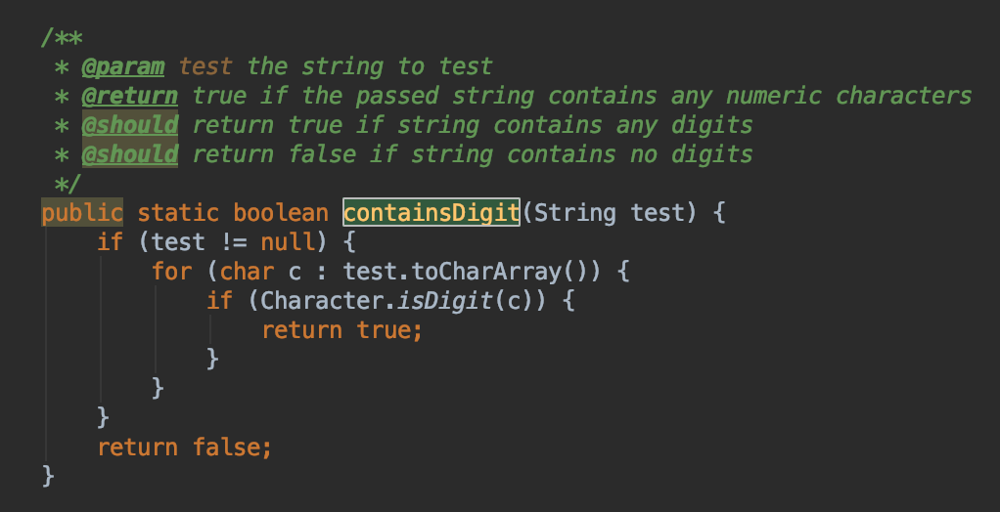 /**
 * @param test the string to test
 * @return true if the passed string contains any numeric characters
 * @should return true if string contains any digits
 * @should return false if string contains no digits
 */
public static boolean containsDigit(String test) {
    if (test != null) {
        for (char c : test.toCharArray()) {
            if (Character.isDigit(c)) {
                return true;
            }
        }
    }
    return false;
}